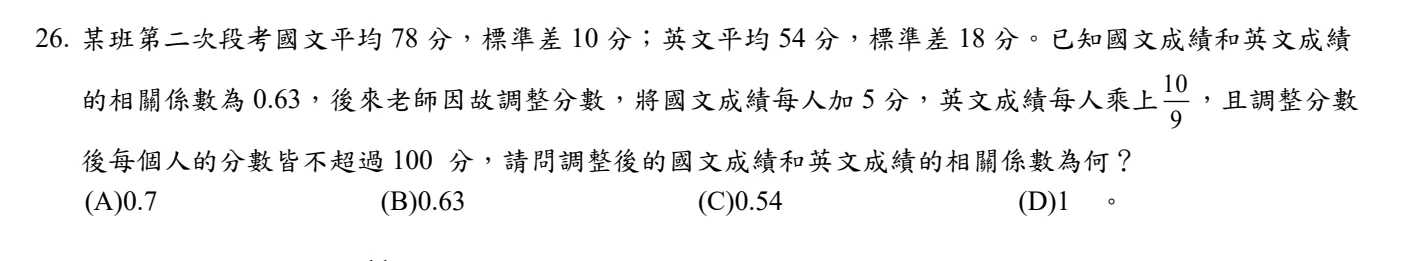 26. 某班第二次段考國文平均 78 分，標準差 10 分；英文平均 54 分，標準差 18 分。已知國文成績和英文成績
的相關係數為 0.63，後來老師因故調整分數，將國文成績每人加 5 分，英文成績每人乘上10/9，且調整分數
後每個人的分數皆不超過 100 分，請問調整後的國文成績和英文成績的相關係數為何？
(A)0.7 (B)0.63 (C)0.54 (D)1 。